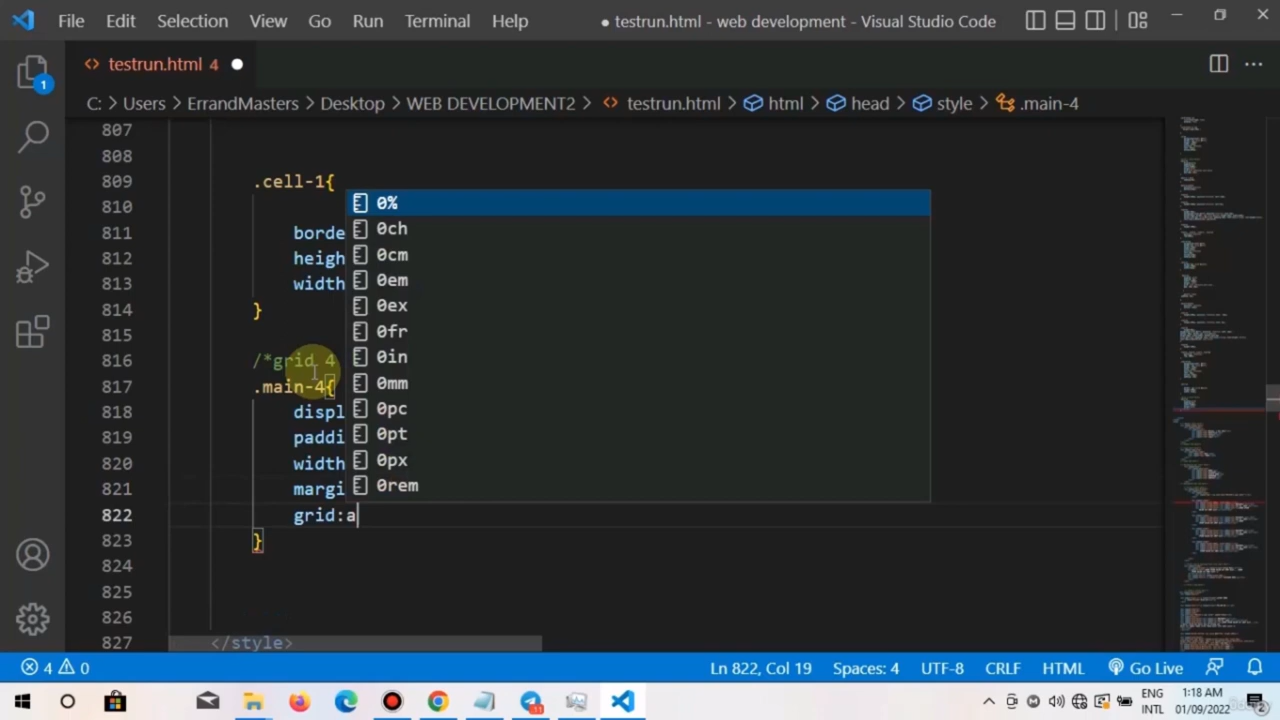 File Edit Selection View Go Run Terminal Help ● testrun.html - web development - Visual Studio Code
<> testrun.html 4 ●
C: > Users > ErrandMasters > Desktop > WEB DEVELOPMENT2 > <> testrun.html > html > head > style > .main-4
807
808
809 .cell-1{
0%
810
0ch
811 borde
0cm
812 heigh
0em
813 width
0ex
814 }
0fr
815
0in
816 /*grid 4
0mm
817 .main-4{
0pc
818 displ
0pt
819 paddi
0px
820 width
0rem
821 margi
822 grid:a
823 }
824
825
826
827 </style>
1
4 0 Ln 822, Col 19 Spaces: 4 UTF-8 CRLF HTML Go Live
11
ENG
INTL
1:18 AM
01/09/2022
2